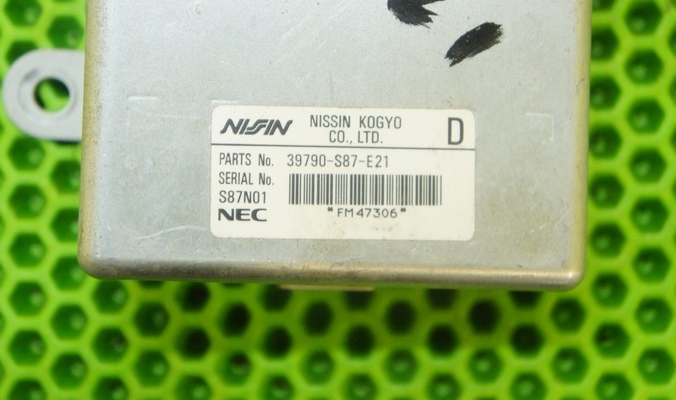 NISSIN NISSIN KOGYO CO., LTD. D
PARTS No. 39790-S87-E21
SERIAL No.
S87N01
NEC
*FM47306*